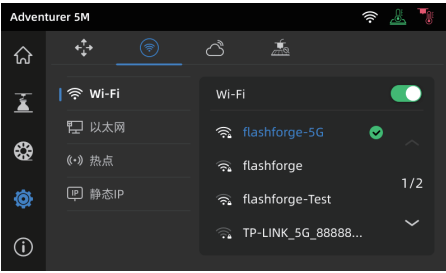 Adventurer 5M
Wi-Fi
以太网
热点
IP 静态IP
Wi-Fi
flashforge-5G
flashforge
flashforge-Test
TP-LINK_5G_88888...
1/2